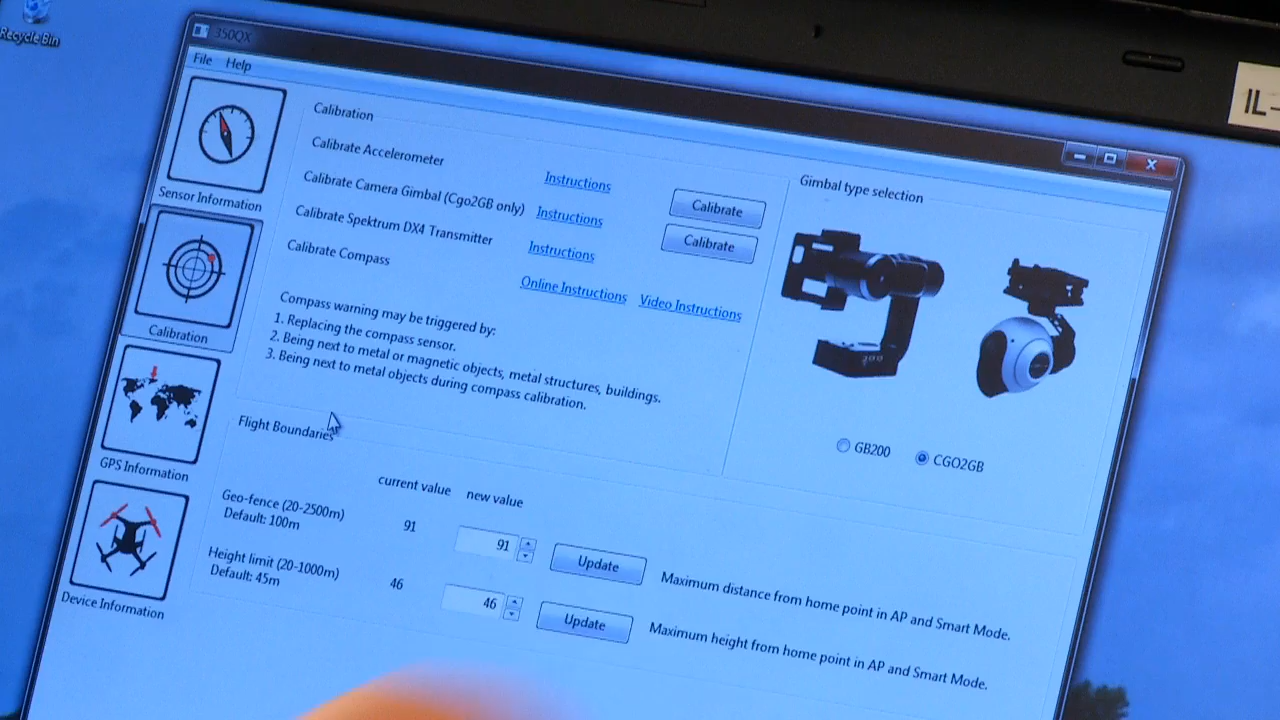 Recycle Bin
350QX
IL-
File Help
Calibration
Calibrate Accelerometer Instructions Calibrate
Calibrate Camera Gimbal (Cgo2GB only) Instructions Calibrate
Calibrate Spektrum DX4 Transmitter Instructions
Calibrate Compass Online Instructions Video Instructions
Compass warning may be triggered by:
1. Replacing the compass sensor.
2. Being next to metal or magnetic objects, metal structures, buildings.
3. Being next to metal objects during compass calibration.
Gimbal type selection
200
GB200 CGO2GB
Sensor Information
Calibration
GPS Information
Device Information
Flight Boundaries
current value new value
Geo-fence (20-2500m)
Default: 100m
91 91 Update Maximum distance from home point in AP and Smart Mode.
Height limit (20-1000m)
Default: 45m
46 46 Update Maximum height from home point in AP and Smart Mode.